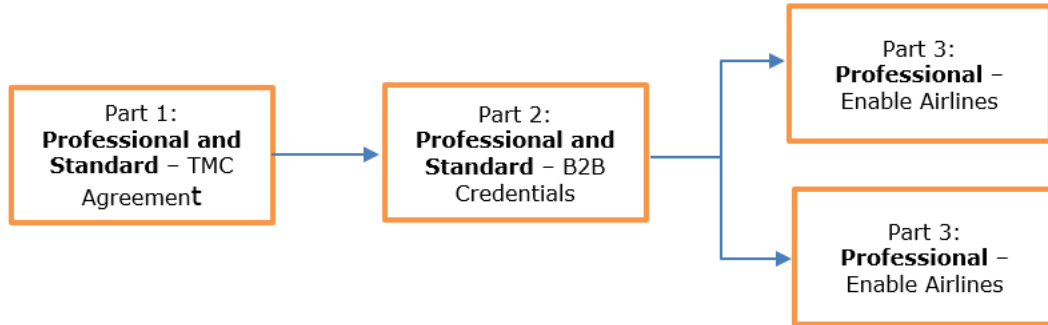 Part 1:
Professional and
Standard – TMC
Agreement
Part 2:
Professional and
Standard – B2B
Credentials
Part 3:
Professional –
Enable Airlines
Part 3:
Professional –
Enable Airlines